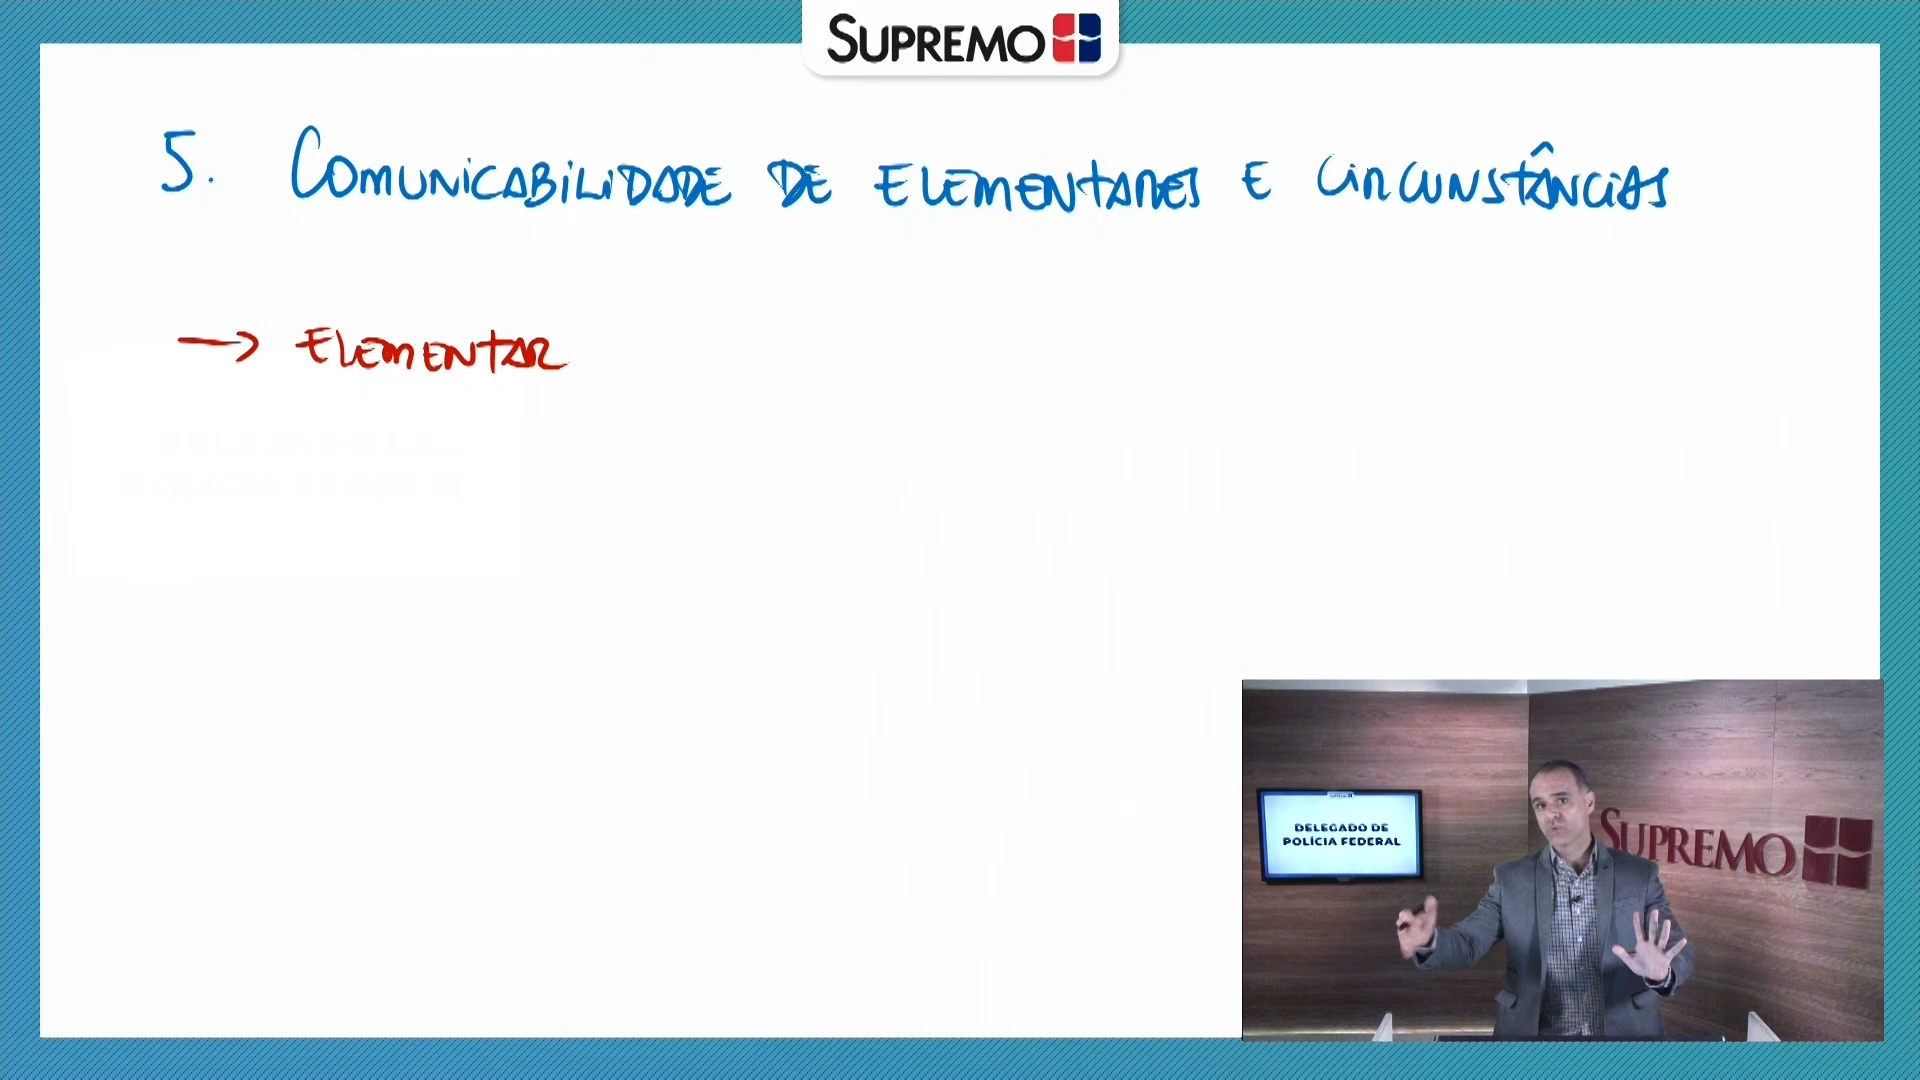 SUPREMO
5. COMUNICABILIDADE DE ELEMENTARES E CIRCUNSTÂNCIAS
→ ELEMENTAR
DELEGADO DE
POLÍCIA FEDERAL
SUPREMO